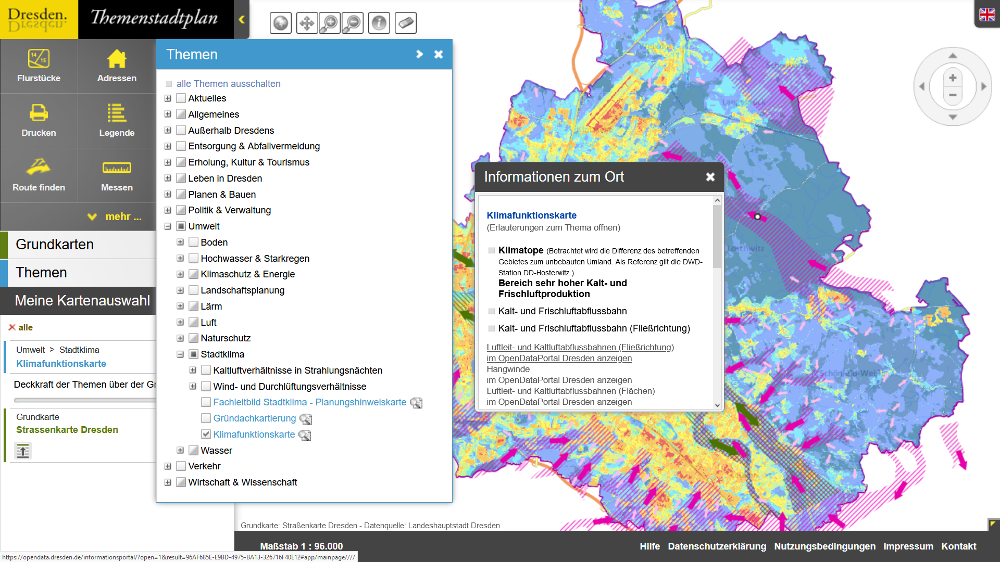 Dresden.
Themenstadtplan
Flurstücke
Adressen
Drucken
Legende
Route finden
Messen
mehr ...
Grundkarten
Themen
Meine Kartenauswahl
alle
Umwelt > Stadtklima
Klimafunktionskarte
Deckkraft der Themen über der Gr
Grundkarte
Strassenkarte Dresden
Themen
alle Themen ausschalten
Aktuelles
Allgemeines
Außerhalb Dresdens
Entsorgung & Abfallvermeidung
Erholung, Kultur & Tourismus
Leben in Dresden
Planen & Bauen
Politik & Verwaltung
Umwelt
Boden
Hochwasser & Starkregen
Klimaschutz & Energie
Landschaftsplanung
Lärm
Luft
Naturschutz
Stadtklima
Kaltluftverhältnisse in Strahlungsnächten
Wind- und Durchlüftungsverhältnisse
Fachleitbild Stadtklima - Planungshinweiskarte
Gründachkartierung
Klimafunktionskarte
Wasser
Verkehr
Wirtschaft & Wissenschaft
Informationen zum Ort
Klimafunktionskarte
(Erläuterungen zum Thema öffnen)
Klimatope (Betrachtet wird die Differenz des betreffenden
Gebietes zum unbebauten Umland. Als Referenz gilt die DWD-
Station DD-Hosterwitz.)
Bereich sehr hoher Kalt- und
Frischluftproduktion
Kalt- und Frischluftabflussbahn
Kalt- und Frischluftabflussbahn (Fließrichtung)
Luftleit- und Kaltluftabflussbahnen (Fließrichtung)
im OpenDataPortal Dresden anzeigen
Hangwinde
im OpenDataPortal Dresden anzeigen
Luftleit- und Kaltluftabflussbahnen (Flächen)
im OpenDataPortal Dresden anzeigen
Langebrück
Loschwitz
Grundkarte: Straßenkarte Dresden - Datenquelle: Landeshauptstadt Dresden
Maßstab 1 : 96.000
Hilfe Datenschutzerklärung Nutzungsbedingungen Impressum Kontakt
https://opendata.dresden.de/informationsportal/?open=1&result=96AF685E-E9BD-4975-BA13-326716F40E12#app/mainpage////